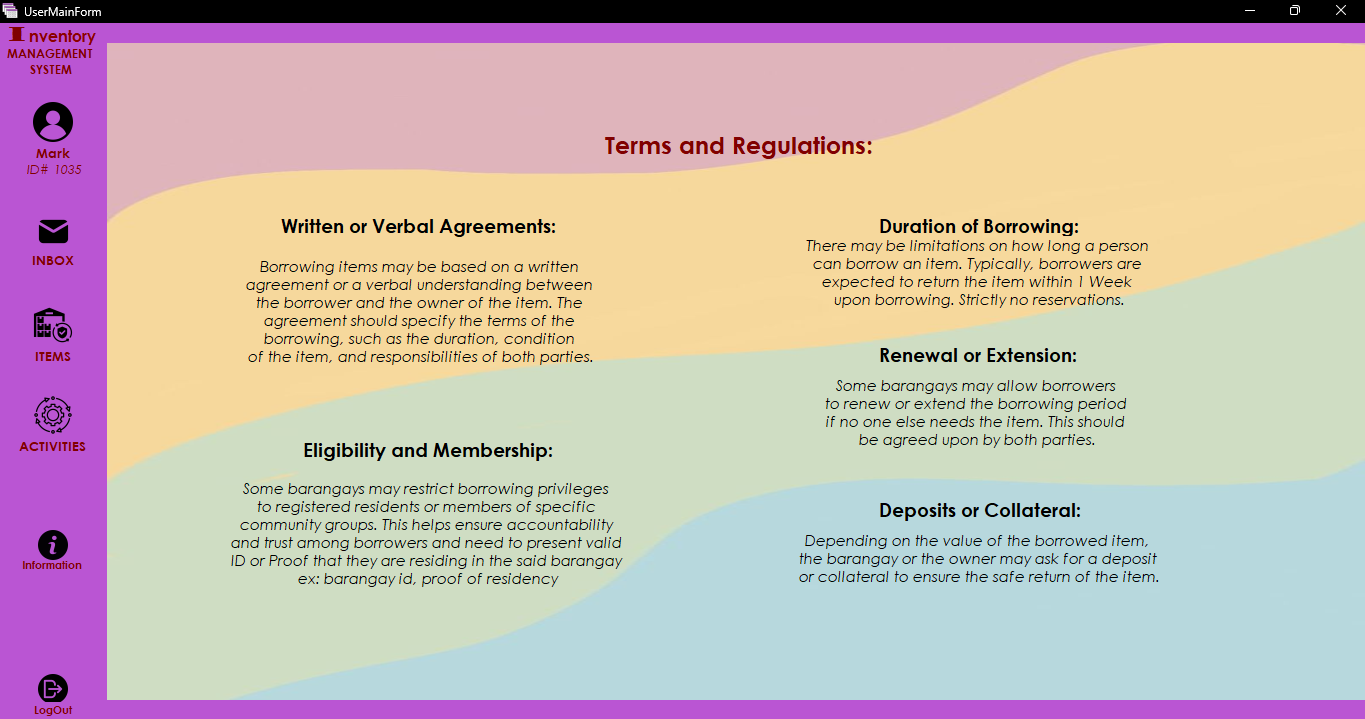 UserMainForm
Inventory
MANAGEMENT
SYSTEM
Mark
ID# 1035
INBOX
ITEMS
ACTIVITIES
Information
LogOut
Terms and Regulations:
Written or Verbal Agreements:
Borrowing items may be based on a written
agreement or a verbal understanding between
the borrower and the owner of the item. The
agreement should specify the terms of the
borrowing, such as the duration, condition
of the item, and responsibilities of both parties.
Eligibility and Membership:
Some barangays may restrict borrowing privileges
to registered residents or members of specific
community groups. This helps ensure accountability
and trust among borrowers and need to present valid
ID or Proof that they are residing in the said barangay
ex: barangay id, proof of residency
Duration of Borrowing:
There may be limitations on how long a person
can borrow an item. Typically, borrowers are
expected to return the item within 1 Week
upon borrowing. Strictly no reservations.
Renewal or Extension:
Some barangays may allow borrowers
to renew or extend the borrowing period
if no one else needs the item. This should
be agreed upon by both parties.
Deposits or Collateral:
Depending on the value of the borrowed item,
the barangay or the owner may ask for a deposit
or collateral to ensure the safe return of the item.